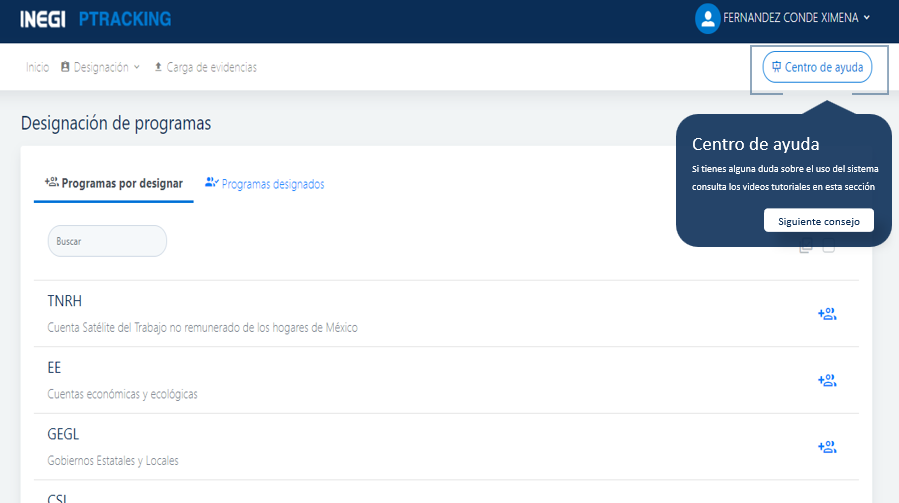 INEGI PTRACKING
FERNANDEZ CONDE XIMENA
Inicio Designación Carga de evidencias
Centro de ayuda
Designación de programas
Centro de ayuda
Si tienes alguna duda sobre el uso del sistema
consulta los videos tutoriales en esta sección
Siguiente consejo
Programas por designar Programas designados
Buscar
TNRH
Cuenta Satélite del Trabajo no remunerado de los hogares de México
EE
Cuentas económicas y ecológicas
GEGL
Gobiernos Estatales y Locales